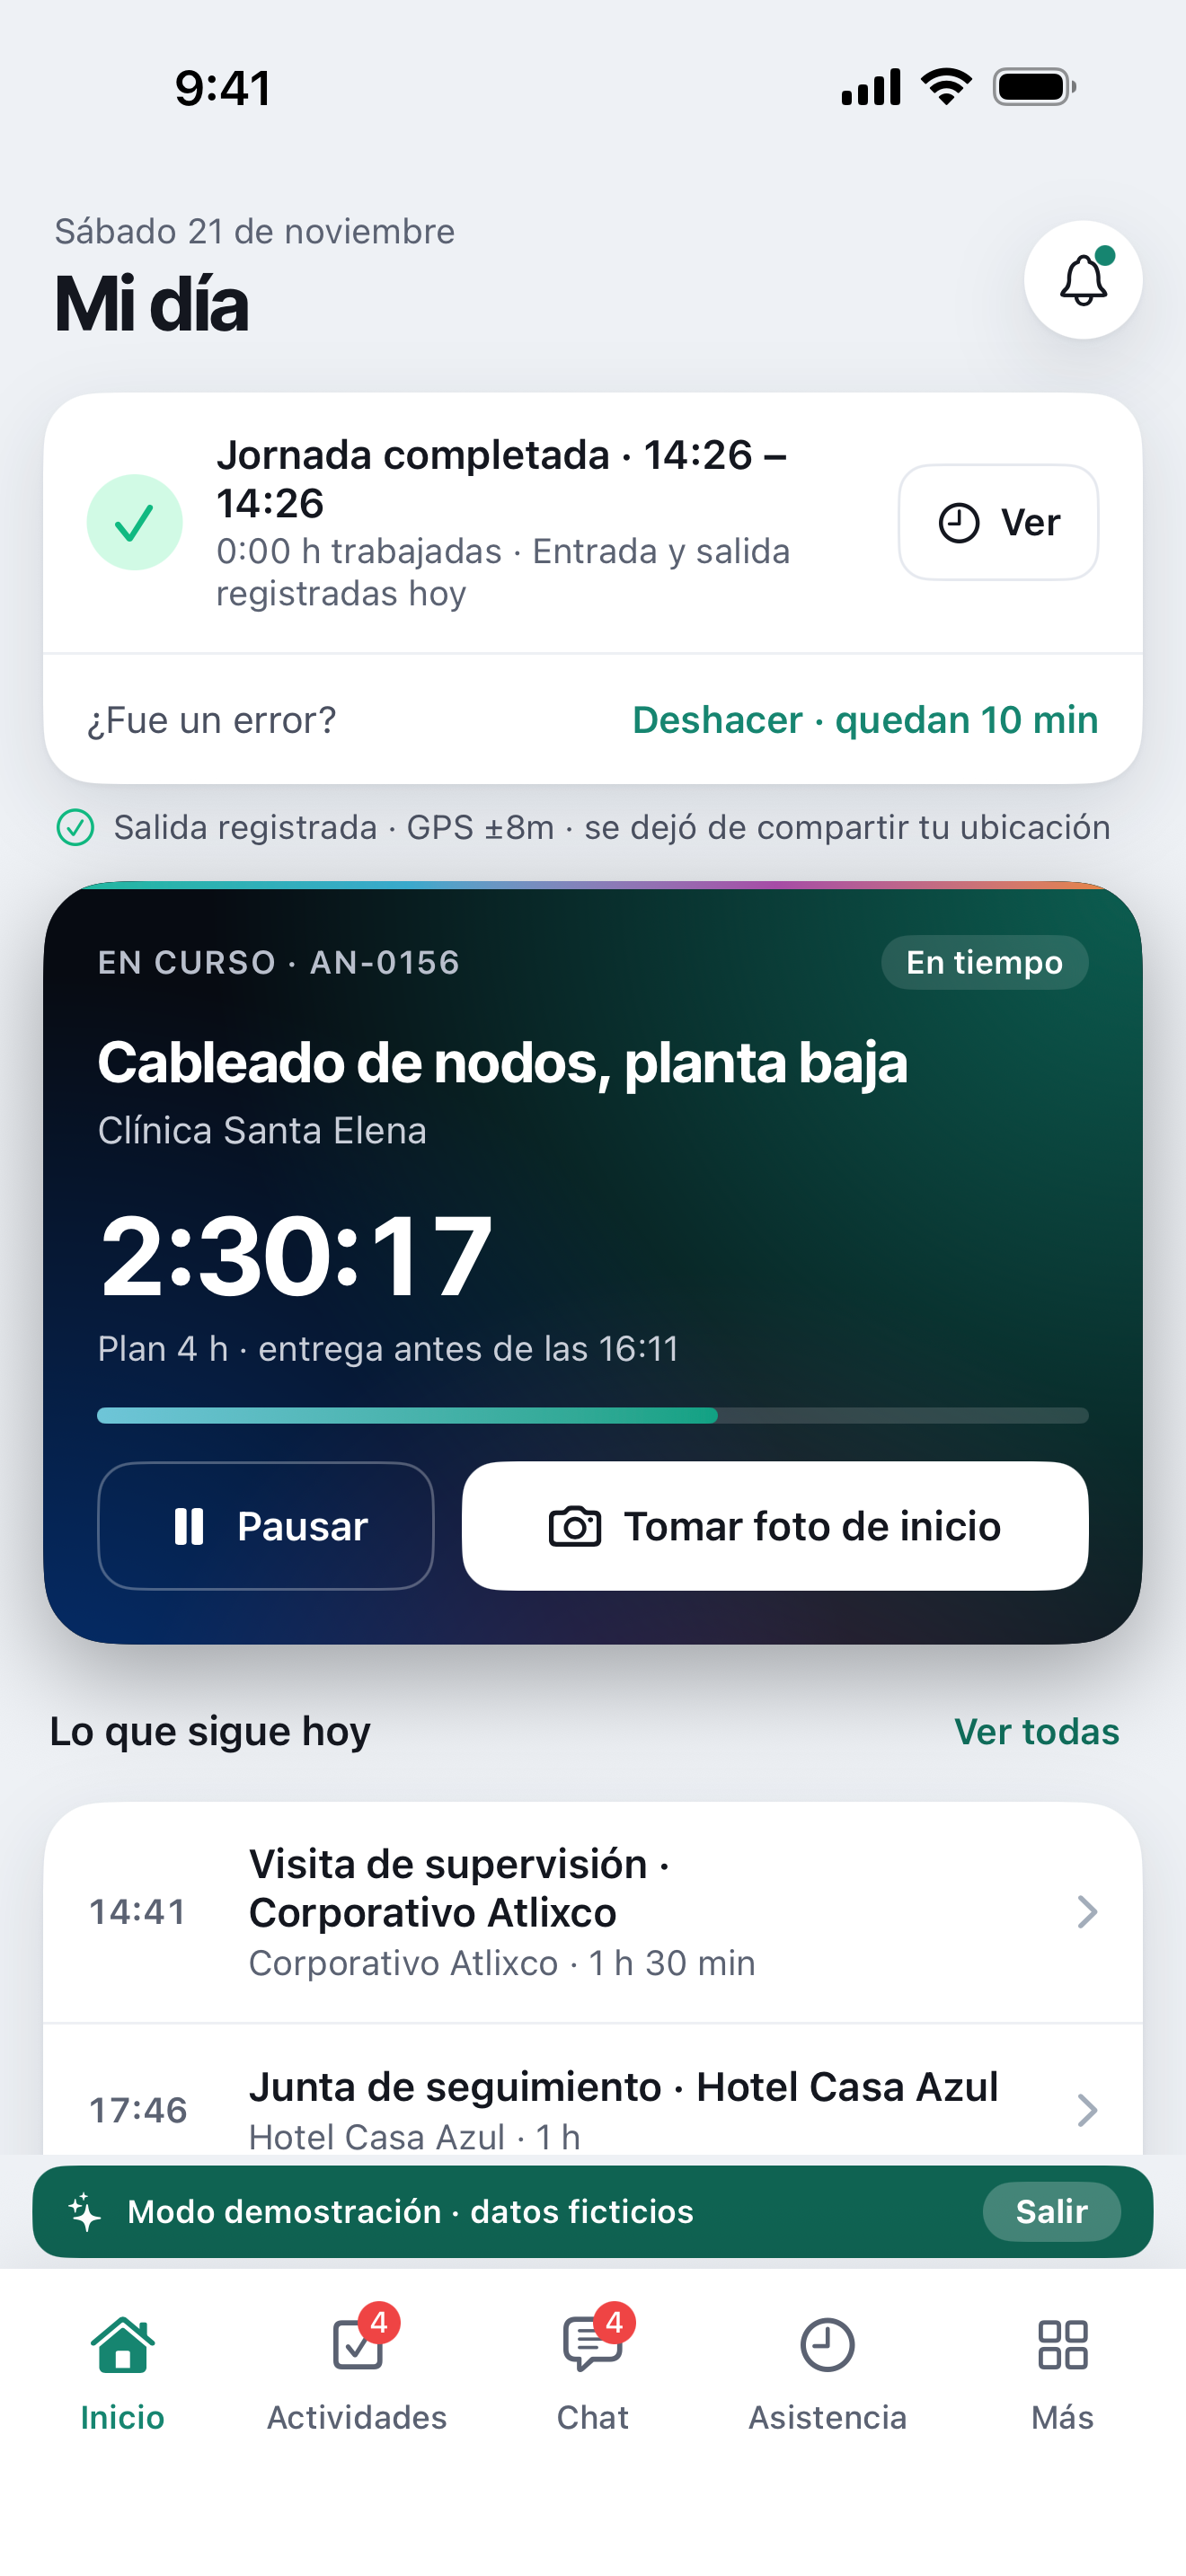 9:41
Sábado 21 de noviembre
Mi día
Jornada completada · 14:26 –
14:26
0:00 h trabajadas · Entrada y salida
registradas hoy
Ver
¿Fue un error?
Deshacer · quedan 10 min
Salida registrada · GPS ±8m · se dejó de compartir tu ubicación
EN CURSO · AN-0156
En tiempo
Cableado de nodos, planta baja
Clínica Santa Elena
2:30:17
Plan 4 h · entrega antes de las 16:11
Pausar
Tomar foto de inicio
Lo que sigue hoy
Ver todas
14:41
Visita de supervisión ·
Corporativo Atlixco
Corporativo Atlixco · 1 h 30 min
17:46
Junta de seguimiento · Hotel Casa Azul
Hotel Casa Azul · 1 h
Modo demostración · datos ficticios
Salir
4
4
Inicio
Actividades
Chat
Asistencia
Más